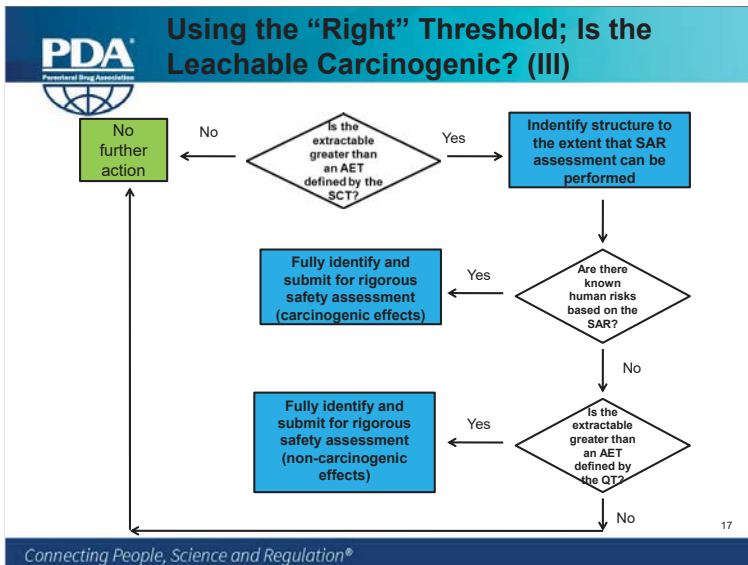 Using the “Right” Threshold; Is the
Leachable Carcinogenic? (III)
PDA®
Parenteral Drug Association
No
further
action
No
Is the
extractable
greater than
an AET
defined by the
SCT?
Yes
Indentify structure to
the extent that SAR
assessment can be
performed
Fully identify and
submit for rigorous
safety assessment
(carcinogenic effects)
Yes
Are there
known
human risks
based on the
SAR?
No
Fully identify and
submit for rigorous
safety assessment
(non-carcinogenic
effects)
Yes
Is the
extractable
greater than
an AET
defined by
the QT?
No
17
Connecting People, Science and Regulation®